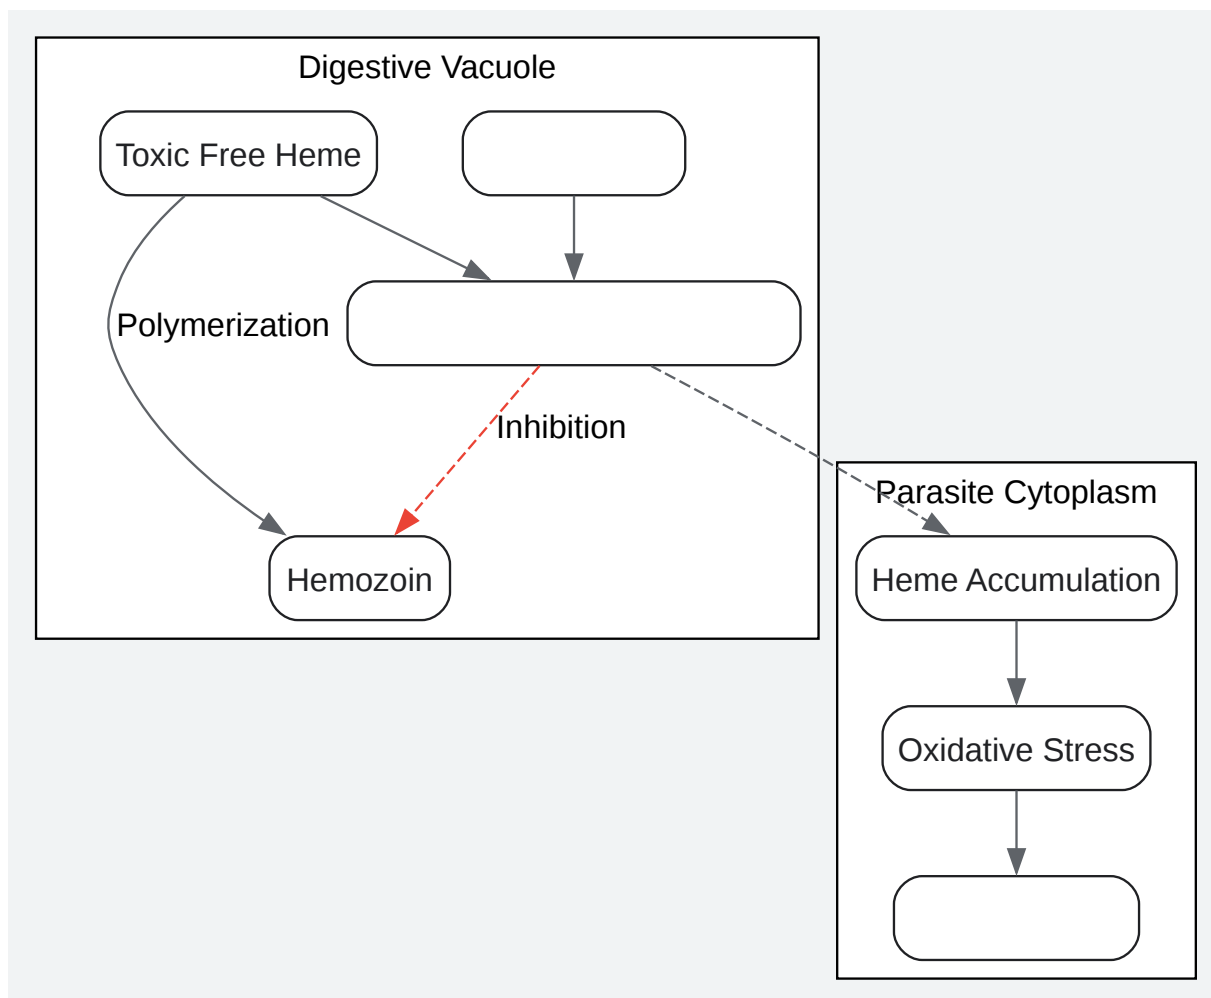 Digestive Vacuole
Toxic Free Heme
Polymerization
Inhibition
Hemozoin
Parasite Cytoplasm
Heme Accumulation
Oxidative Stress